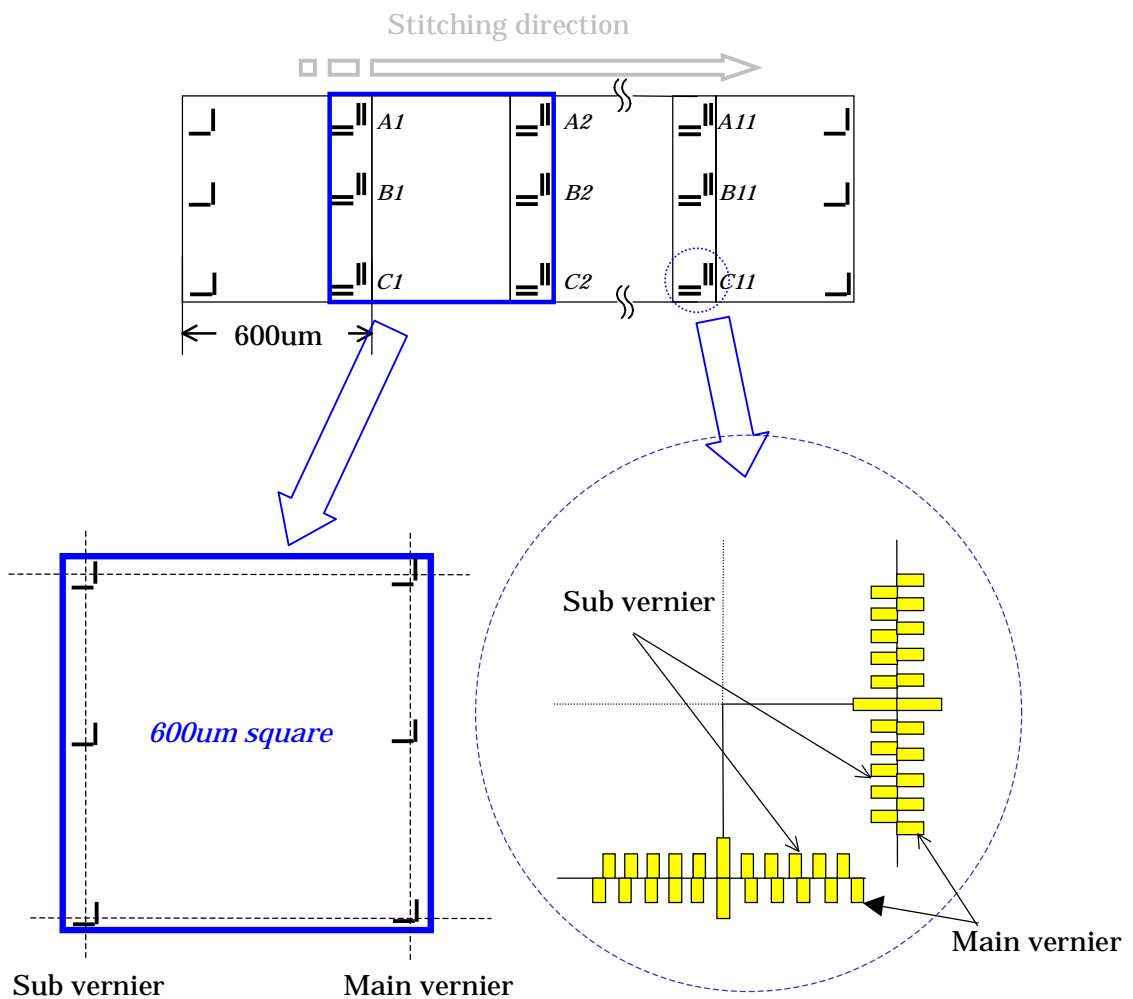 Stitching direction
A1
A2
A11
B1
B2
B11
C1
C2
C11
600um
Sub vernier
600um square
Main vernier
Sub vernier
Main vernier